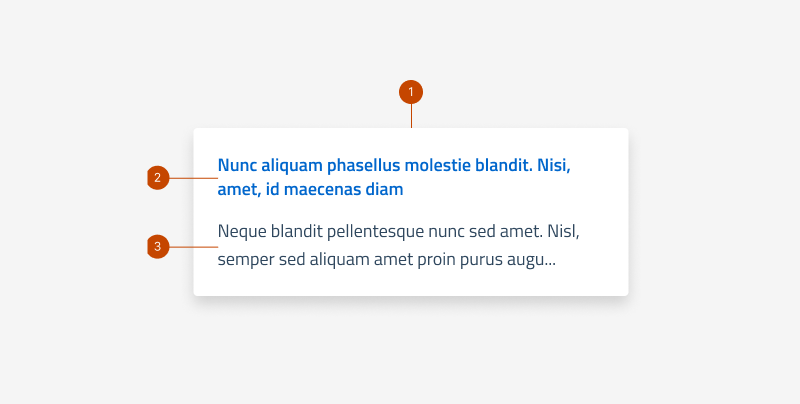 1
2
Nunc aliquam phasellus molestie blandit. Nisi,
amet, id maecenas diam
3
Neque blandit pellentesque nunc sed amet. Nisl,
semper sed aliquam amet proin purus augu...